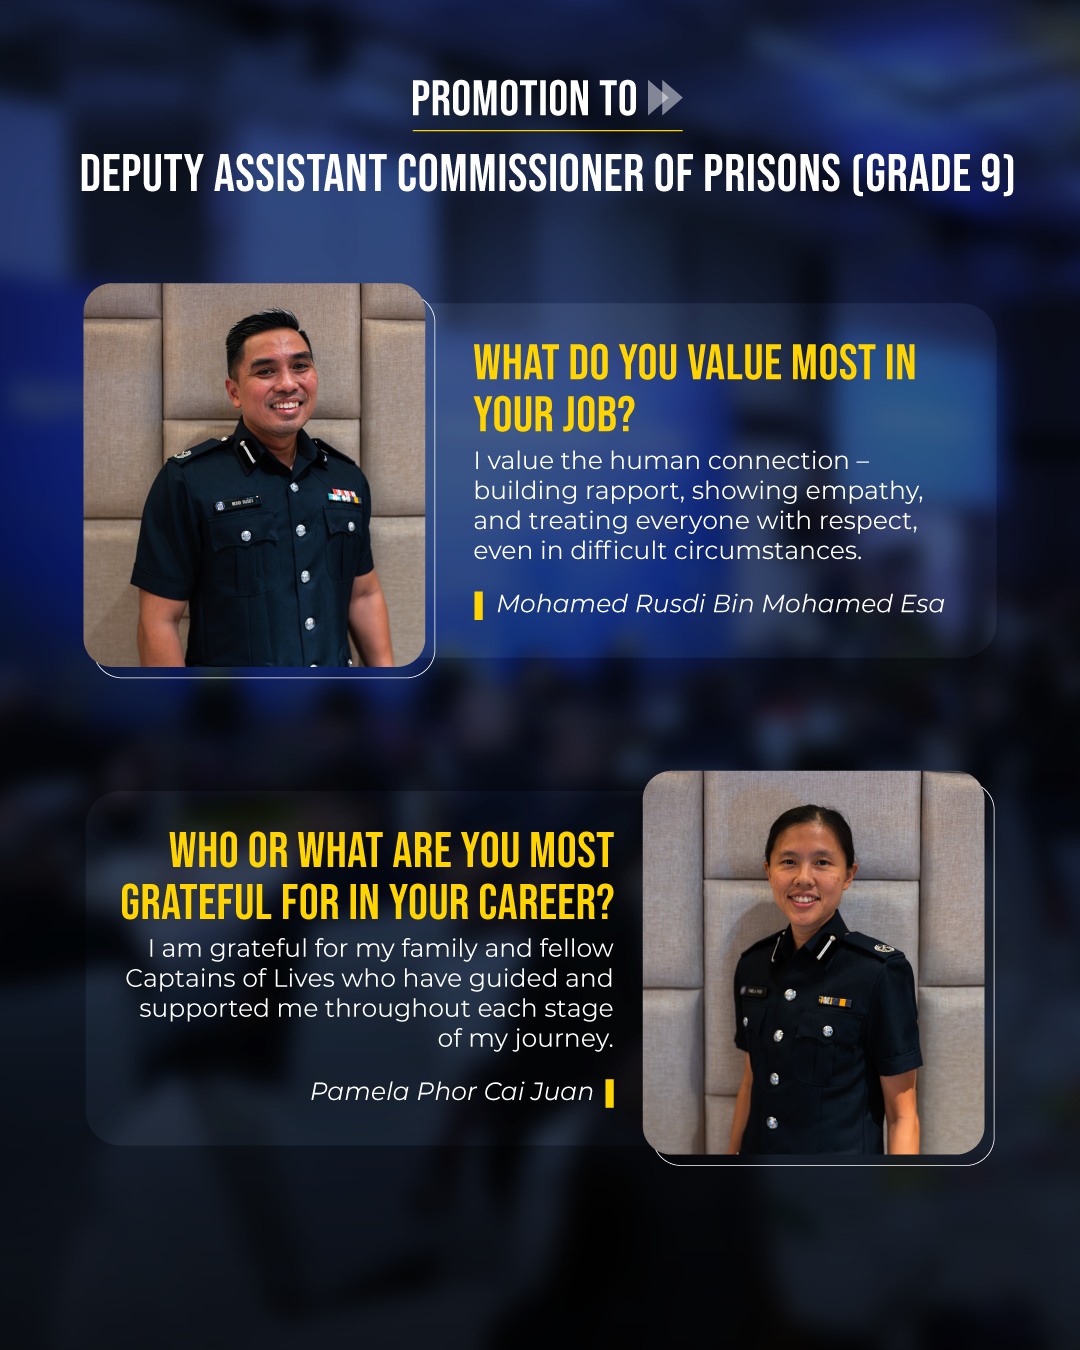 PROMOTION TO
DEPUTY ASSISTANT COMMISSIONER OF PRISONS (GRADE 9)
WHAT DO YOU VALUE MOST IN
YOUR JOB?
I value the human connection –
building rapport, showing empathy,
and treating everyone with respect,
even in difficult circumstances.
Mohamed Rusdi Bin Mohamed Esa
WHO OR WHAT ARE YOU MOST
GRATEFUL FOR IN YOUR CAREER?
I am grateful for my family and fellow
Captains of Lives who have guided and
supported me throughout each stage
of my journey.
Pamela Phor Cai Juan